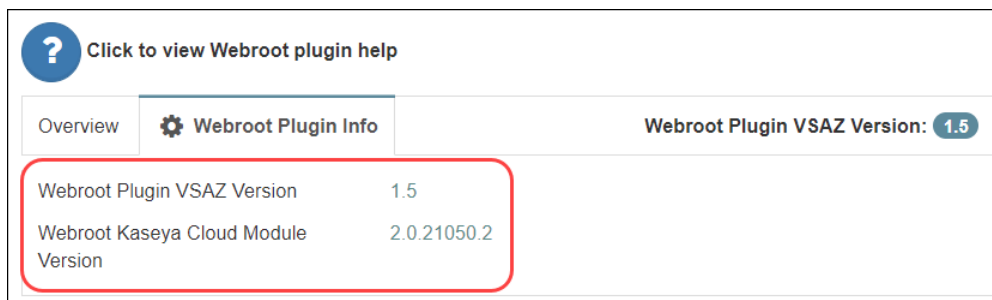 ?
Click to view Webroot plugin help
Overview
Webroot Plugin Info
Webroot Plugin VSAZ Version: 1.5
Webroot Plugin VSAZ Version 1.5
Webroot Kaseya Cloud Module 2.0.21050.2
Version